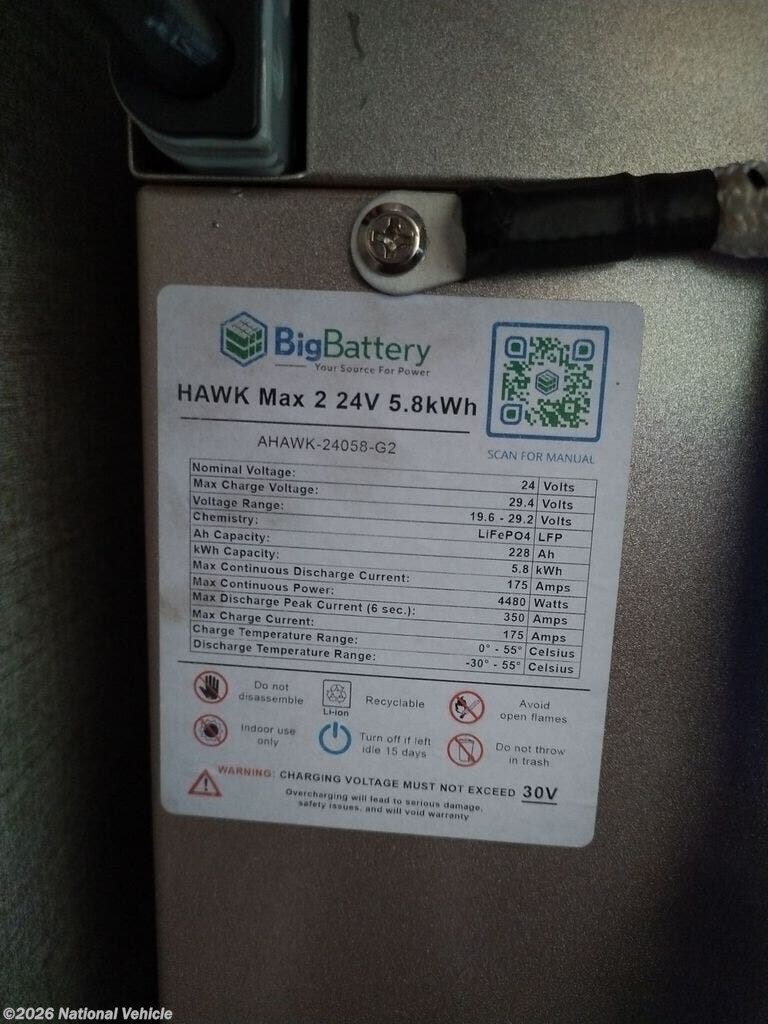 BigBattery
Your Source For Power
HAWK Max 2 24V 5.8kWh
AHAWK-24058-G2
SCAN FOR MANUAL
Nominal Voltage: 24 Volts
Max Charge Voltage: 29.4 Volts
Voltage Range: 19.6 - 29.2 Volts
Chemistry: LiFePO4 LFP
Ah Capacity: 228 Ah
kWh Capacity: 5.8 kWh
Max Continuous Discharge Current: 175 Amps
Max Continuous Power: 4480 Watts
Max Discharge Peak Current (6 sec.): 350 Amps
Max Charge Current: 175 Amps
Charge Temperature Range: 0° - 55° Celsius
Discharge Temperature Range: -30° - 55° Celsius
Do not disassemble
Li-ion
Recyclable
Avoid open flames
Indoor use only
Turn off if left idle 15 days
Do not throw in trash
WARNING: CHARGING VOLTAGE MUST NOT EXCEED 30V
Overcharging will lead to serious damage,
safety issues, and will void warranty
©2026 National Vehicle